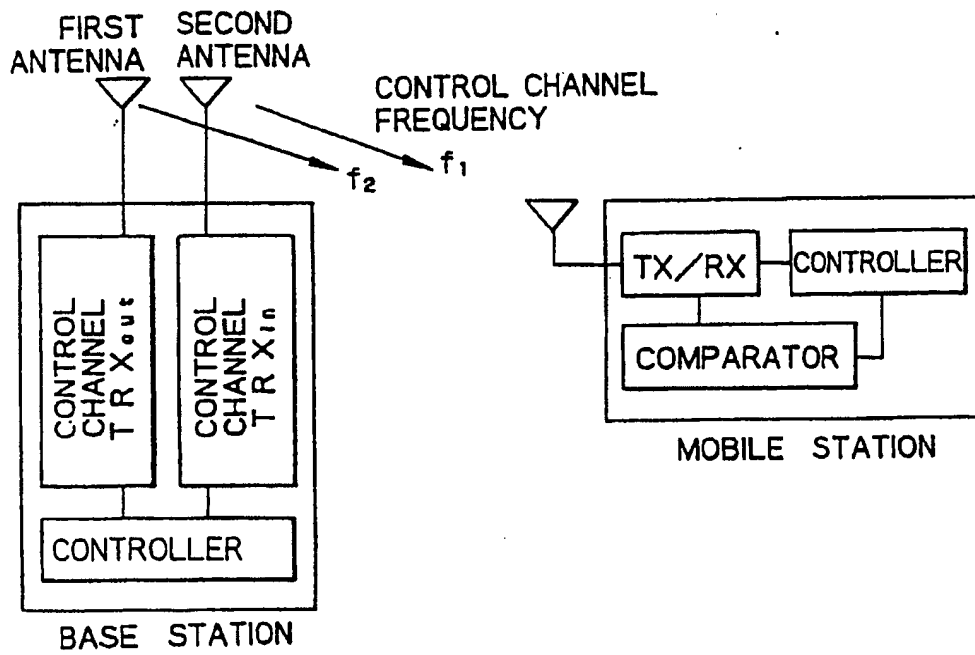 FIRST
ANTENNA
SECOND
ANTENNA
CONTROL CHANNEL
FREQUENCY
f2
f1
CONTROL
CHANNEL
TRXout
CONTROL
CHANNEL
TRXin
CONTROLLER
BASE STATION
TX/RX
CONTROLLER
COMPARATOR
MOBILE STATION